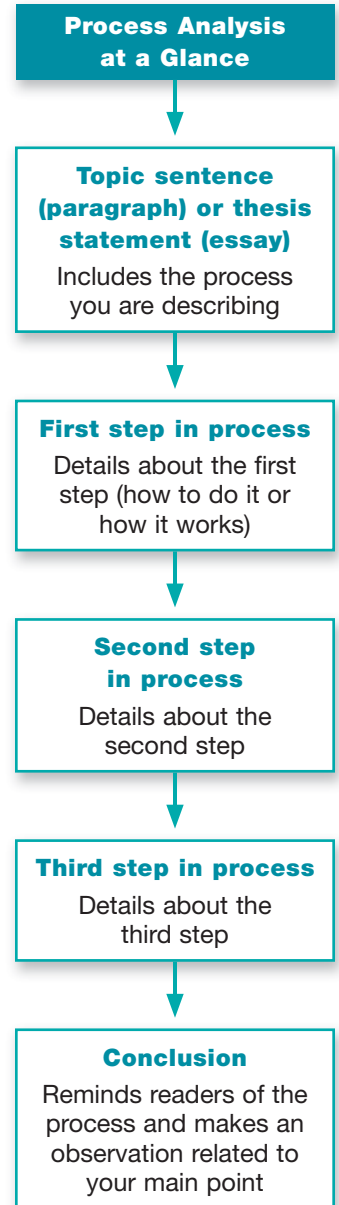 Process Analysis
at a Glance
Topic sentence
(paragraph) or thesis
statement (essay)
Includes the process
you are describing
First step in process
Details about the first
step (how to do it or
how it works)
Second step
in process
Details about the
second step
Third step in process
Details about the
third step
Conclusion
Reminds readers of the
process and makes an
observation related to
your main point